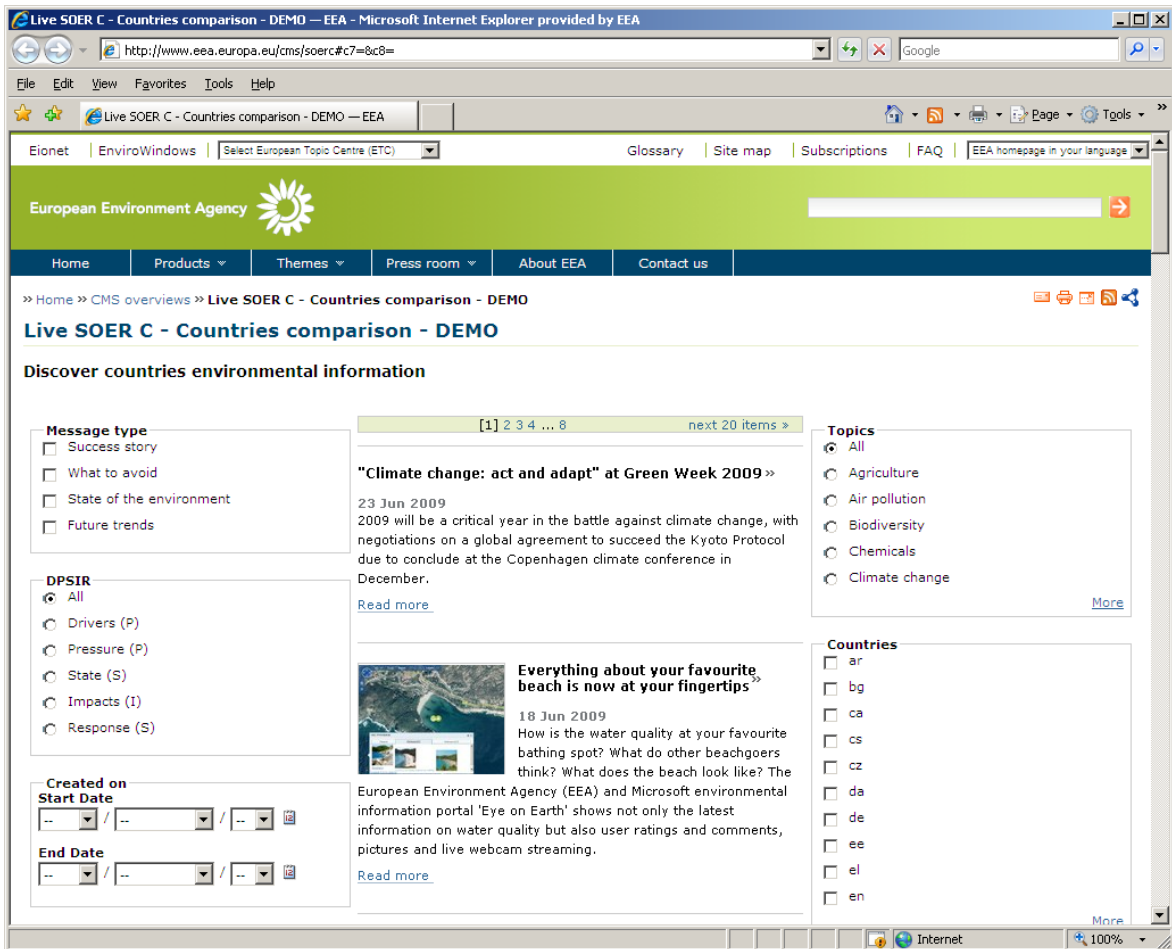 Live SOER C - Countries comparison - DEMO — EEA - Microsoft Internet Explorer provided by EEA
http://www.eea.europa.eu/cms/soerc#c7=&c8=
Google
File Edit View Favorites Tools Help
Live SOER C - Countries comparison - DEMO — EEA
Page Tools »
Eionet | EnviroWindows | Select European Topic Centre (ETC)
Glossary | Site map | Subscriptions | FAQ | EEA homepage in your language
European Environment Agency
Home Products Themes Press room About EEA Contact us
» Home » CMS overviews » Live SOER C - Countries comparison - DEMO
Live SOER C - Countries comparison - DEMO
Discover countries environmental information
Message type
Success story
What to avoid
State of the environment
Future trends
DPSIR
All
Drivers (P)
Pressure (P)
State (S)
Impacts (I)
Response (S)
Created on
Start Date
-- / -- / --
End Date
-- / -- / --
[1] 2 3 4 ... 8 next 20 items »
"Climate change: act and adapt" at Green Week 2009 »
23 Jun 2009
2009 will be a critical year in the battle against climate change, with
negotiations on a global agreement to succeed the Kyoto Protocol
due to conclude at the Copenhagen climate conference in
December.
Read more
Everything about your favourite
beach is now at your fingertips »
18 Jun 2009
How is the water quality at your favourite
bathing spot? What do other beachgoers
think? What does the beach look like? The
European Environment Agency (EEA) and Microsoft environmental
information portal 'Eye on Earth' shows not only the latest
information on water quality but also user ratings and comments,
pictures and live webcam streaming.
Read more
Topics
All
Agriculture
Air pollution
Biodiversity
Chemicals
Climate change
More
Countries
ar
bg
ca
cs
cz
da
de
ee
el
en
More
Internet
100%